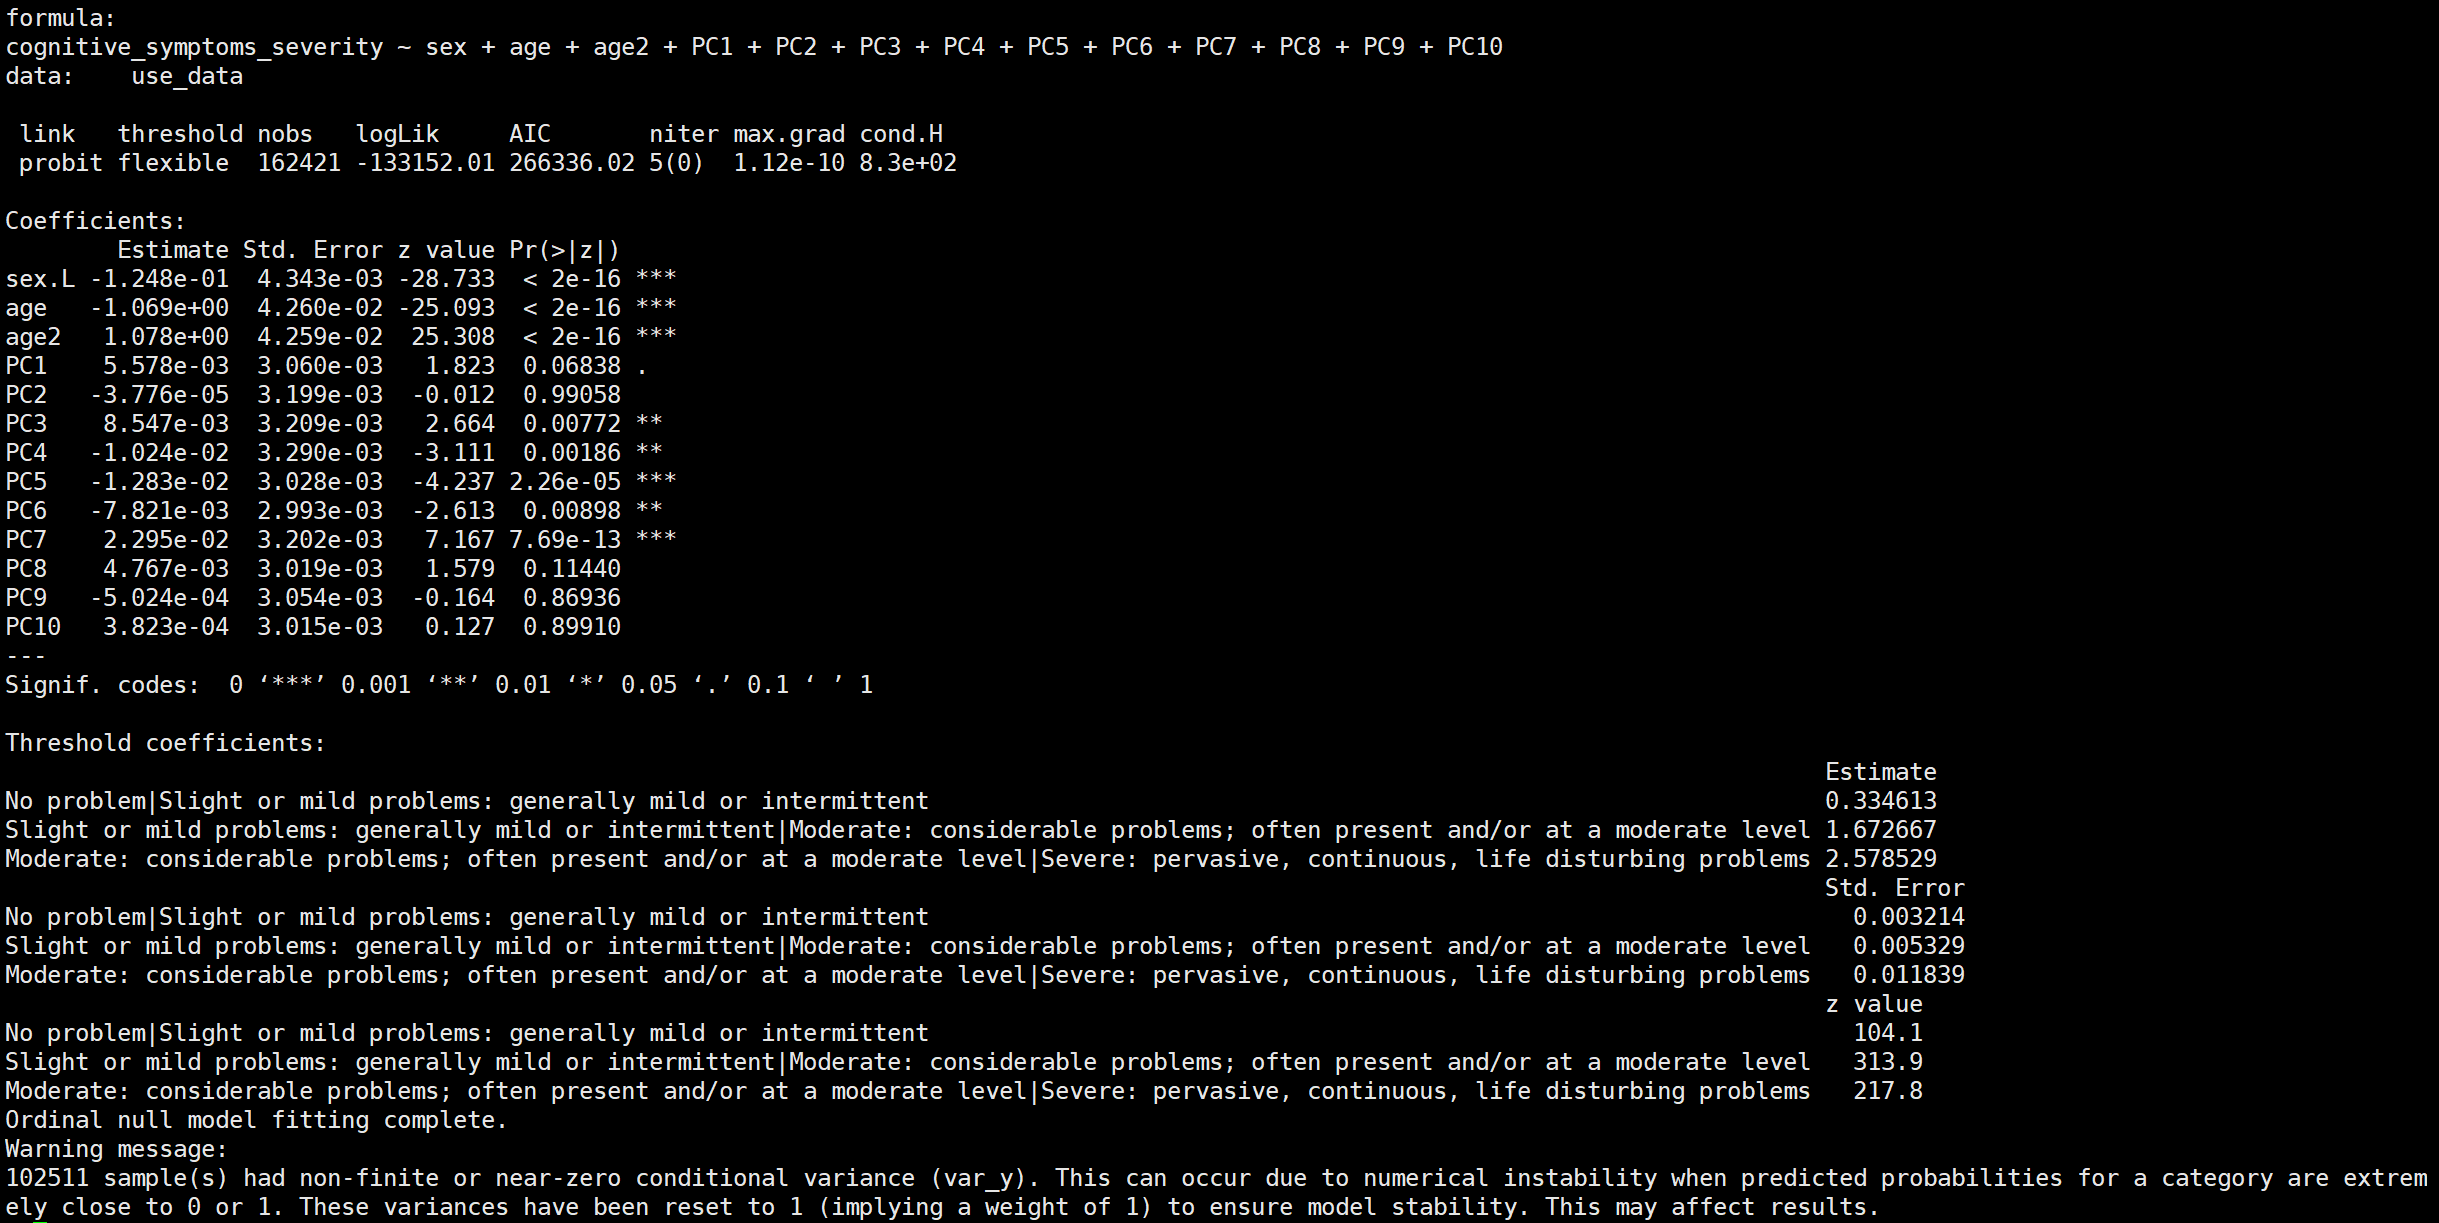 formula:
cognitive_symptoms_severity ~ sex + age + age2 + PC1 + PC2 + PC3 + PC4 + PC5 + PC6 + PC7 + PC8 + PC9 + PC10
data:    use_data

 link   threshold nobs   logLik     AIC       niter max.grad cond.H
 probit flexible  162421 -133152.01 266336.02 5(0)  1.12e-10 8.3e+02

Coefficients:
        Estimate Std. Error z value Pr(>|z|)
sex.L -1.248e-01  4.343e-03 -28.733  < 2e-16 ***
age   -1.069e+00  4.260e-02 -25.093  < 2e-16 ***
age2   1.078e+00  4.259e-02  25.308  < 2e-16 ***
PC1    5.578e-03  3.060e-03   1.823  0.06838 .
PC2   -3.776e-05  3.199e-03  -0.012  0.99058
PC3    8.547e-03  3.209e-03   2.664  0.00772 **
PC4   -1.024e-02  3.290e-03  -3.111  0.00186 **
PC5   -1.283e-02  3.028e-03  -4.237 2.26e-05 ***
PC6   -7.821e-03  2.993e-03  -2.613  0.00898 **
PC7    2.295e-02  3.202e-03   7.167 7.69e-13 ***
PC8    4.767e-03  3.019e-03   1.579  0.11440
PC9   -5.024e-04  3.054e-03  -0.164  0.86936
PC10   3.823e-04  3.015e-03   0.127  0.89910
---
Signif. codes:  0 ‘***’ 0.001 ‘**’ 0.01 ‘*’ 0.05 ‘.’ 0.1 ‘ ’ 1

Threshold coefficients:
Estimate
No problem|Slight or mild problems: generally mild or intermittent 0.334613
Slight or mild problems: generally mild or intermittent|Moderate: considerable problems; often present and/or at a moderate level 1.672667
Moderate: considerable problems; often present and/or at a moderate level|Severe: pervasive, continuous, life disturbing problems 2.578529
Std. Error
No problem|Slight or mild problems: generally mild or intermittent 0.003214
Slight or mild problems: generally mild or intermittent|Moderate: considerable problems; often present and/or at a moderate level 0.005329
Moderate: considerable problems; often present and/or at a moderate level|Severe: pervasive, continuous, life disturbing problems 0.011839
z value
No problem|Slight or mild problems: generally mild or intermittent 104.1
Slight or mild problems: generally mild or intermittent|Moderate: considerable problems; often present and/or at a moderate level 313.9
Moderate: considerable problems; often present and/or at a moderate level|Severe: pervasive, continuous, life disturbing problems 217.8
Ordinal null model fitting complete.
Warning message:
102511 sample(s) had non-finite or near-zero conditional variance (var_y). This can occur due to numerical instability when predicted probabilities for a category are extrem
ely close to 0 or 1. These variances have been reset to 1 (implying a weight of 1) to ensure model stability. This may affect results.